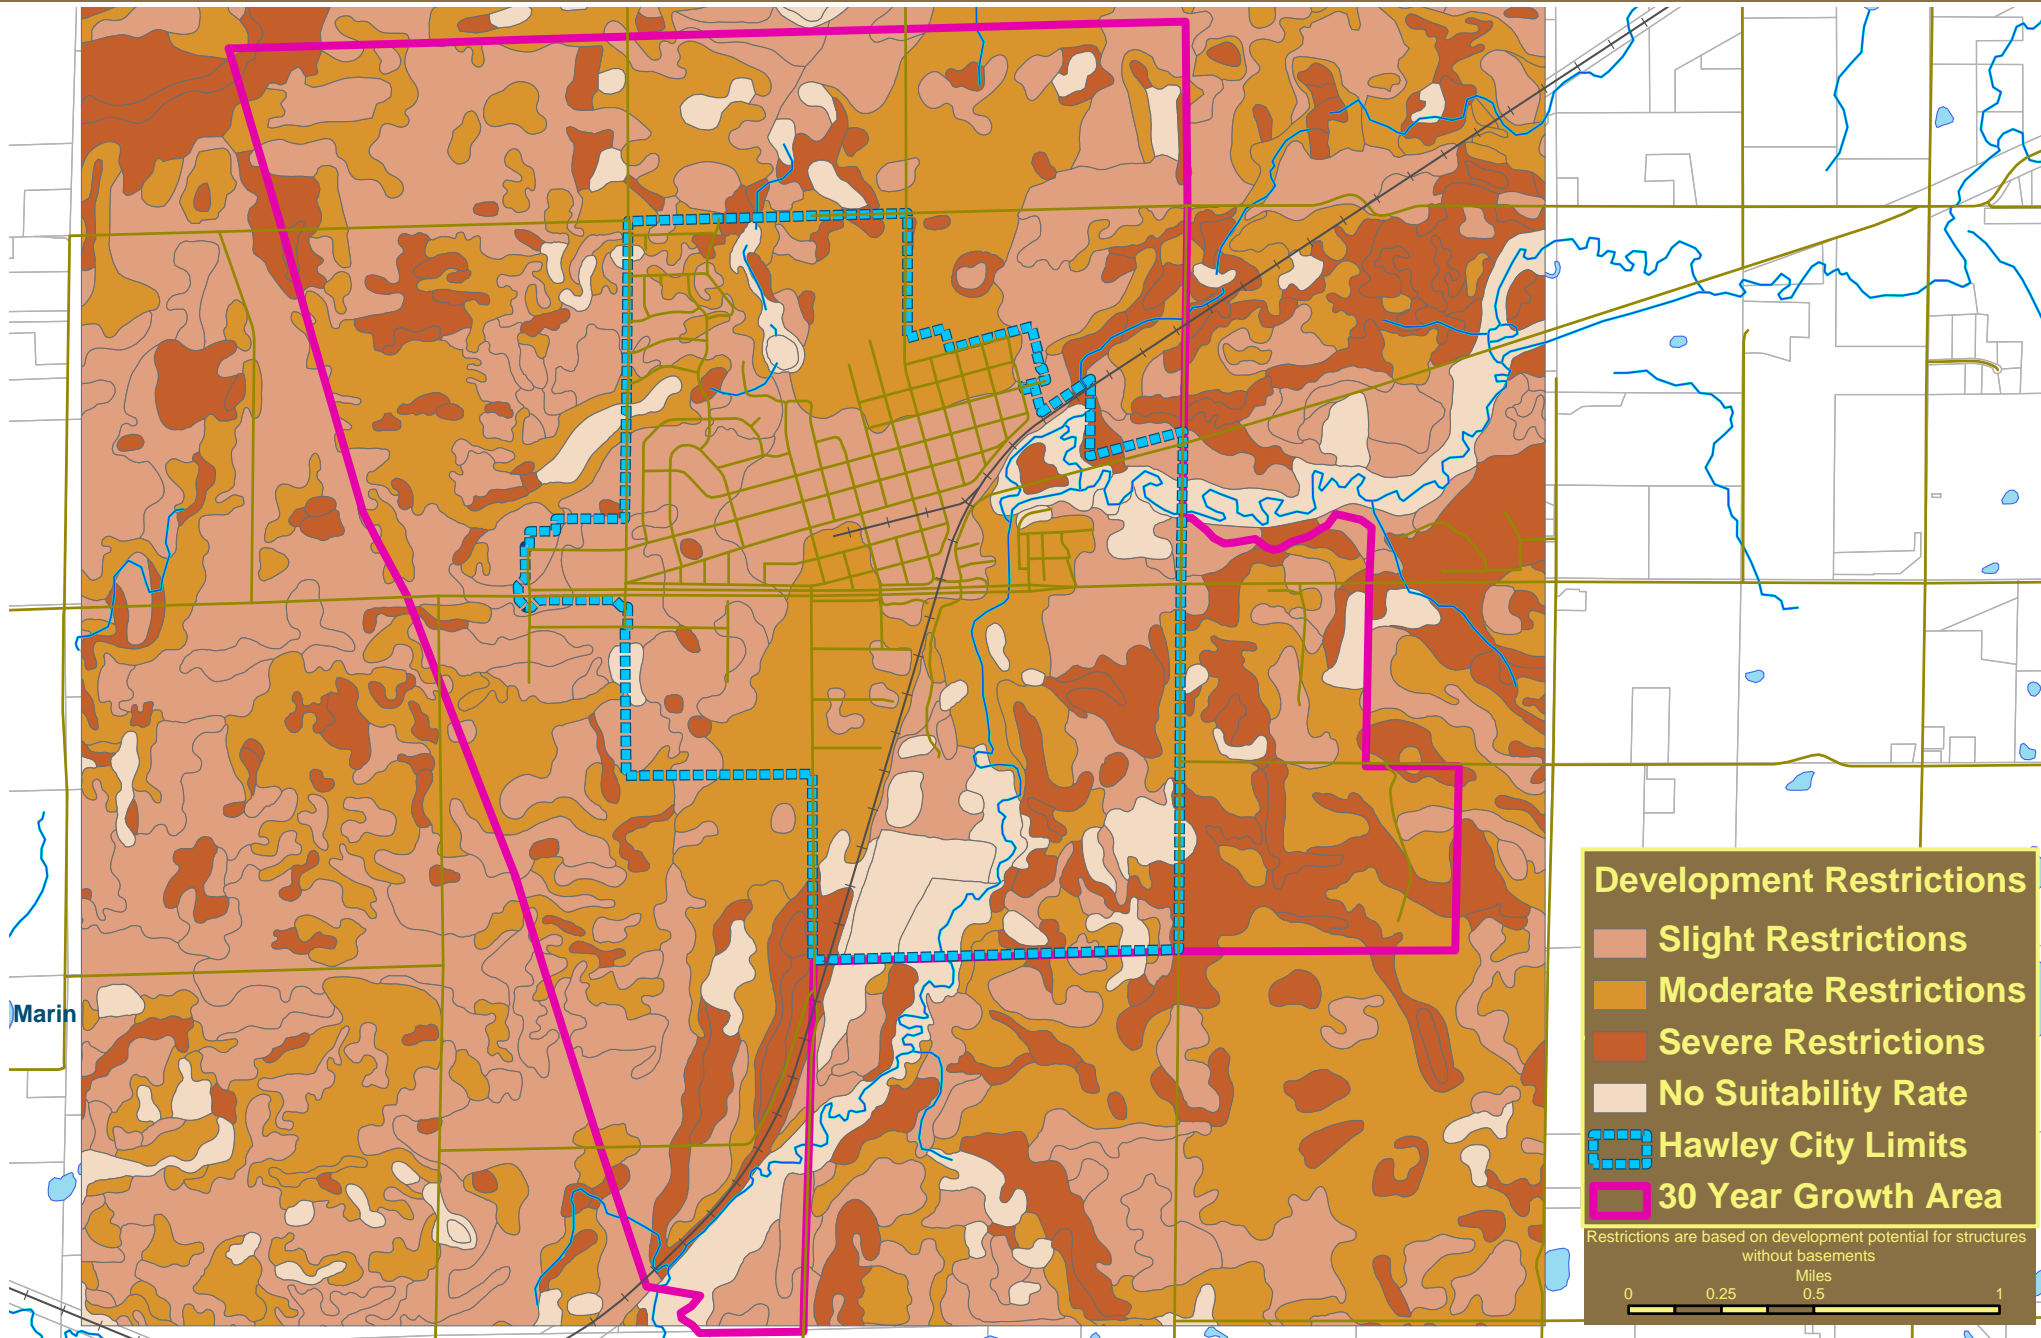 Marin
Development Restrictions
Slight Restrictions
Moderate Restrictions
Severe Restrictions
No Suitability Rate
Hawley City Limits
30 Year Growth Area
Restrictions are based on development potential for structures
without basements
Miles
0 0.25 0.5 1